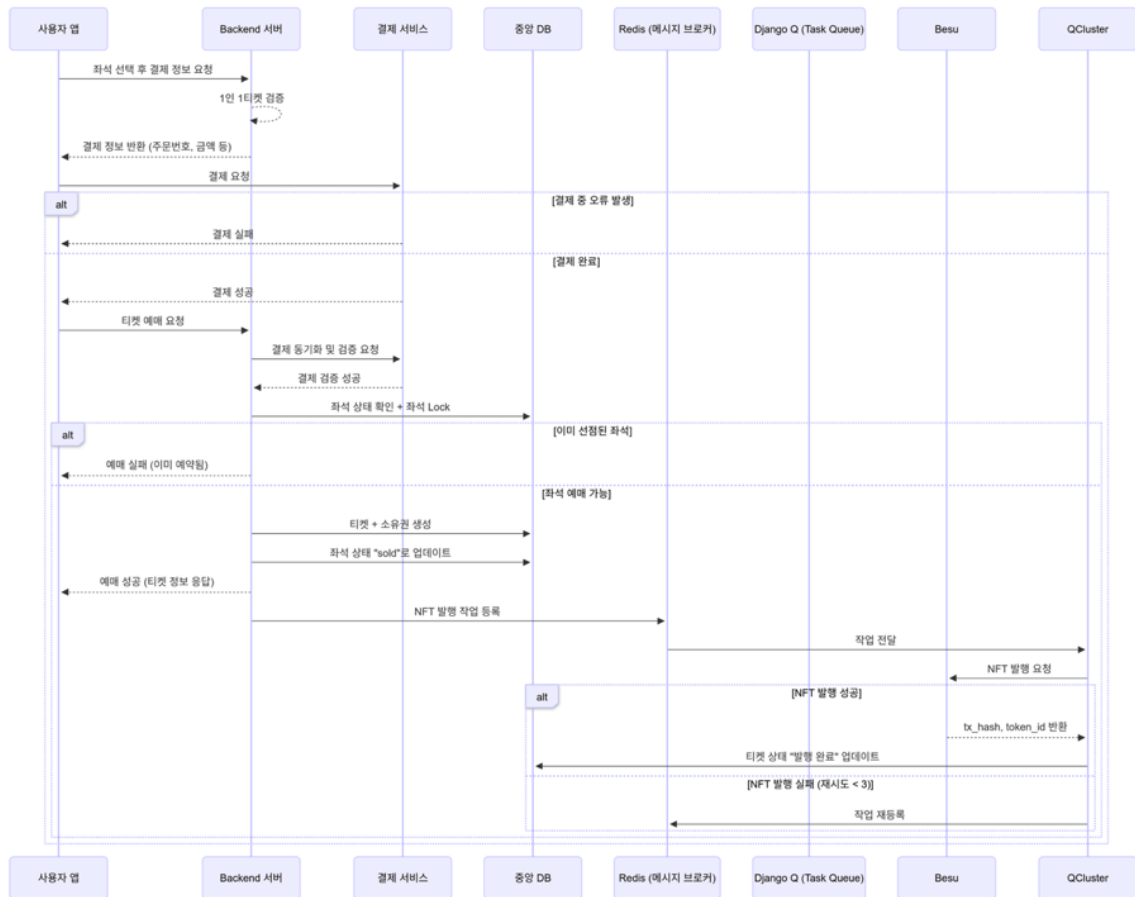 사용자 앱
Backend 서버
결제 서비스
중앙 DB
Redis (메시지 브로커)
Django Q (Task Queue)
Besu
QCluster
좌석 선택 후 결제 정보 요청
1인 1티켓 검증
결제 정보 반환 (주문번호, 금액 등)
결제 요청
alt
[결제 중 오류 발생]
결제 실패
[결제 완료]
결제 성공
티켓 예매 요청
결제 동기화 및 검증 요청
결제 검증 성공
좌석 상태 확인 + 좌석 Lock
alt
[이미 선점된 좌석]
예매 실패 (이미 예약됨)
[좌석 예매 가능]
티켓 + 소유권 생성
좌석 상태 "sold"로 업데이트
예매 성공 (티켓 정보 응답)
NFT 발행 작업 등록
작업 전달
NFT 발행 요청
alt
[NFT 발행 성공]
tx_hash, token_id 반환
티켓 상태 "발행 완료" 업데이트
[NFT 발행 실패 (재시도 < 3)]
작업 재등록
사용자 앱
Backend 서버
결제 서비스
중앙 DB
Redis (메시지 브로커)
Django Q (Task Queue)
Besu
QCluster